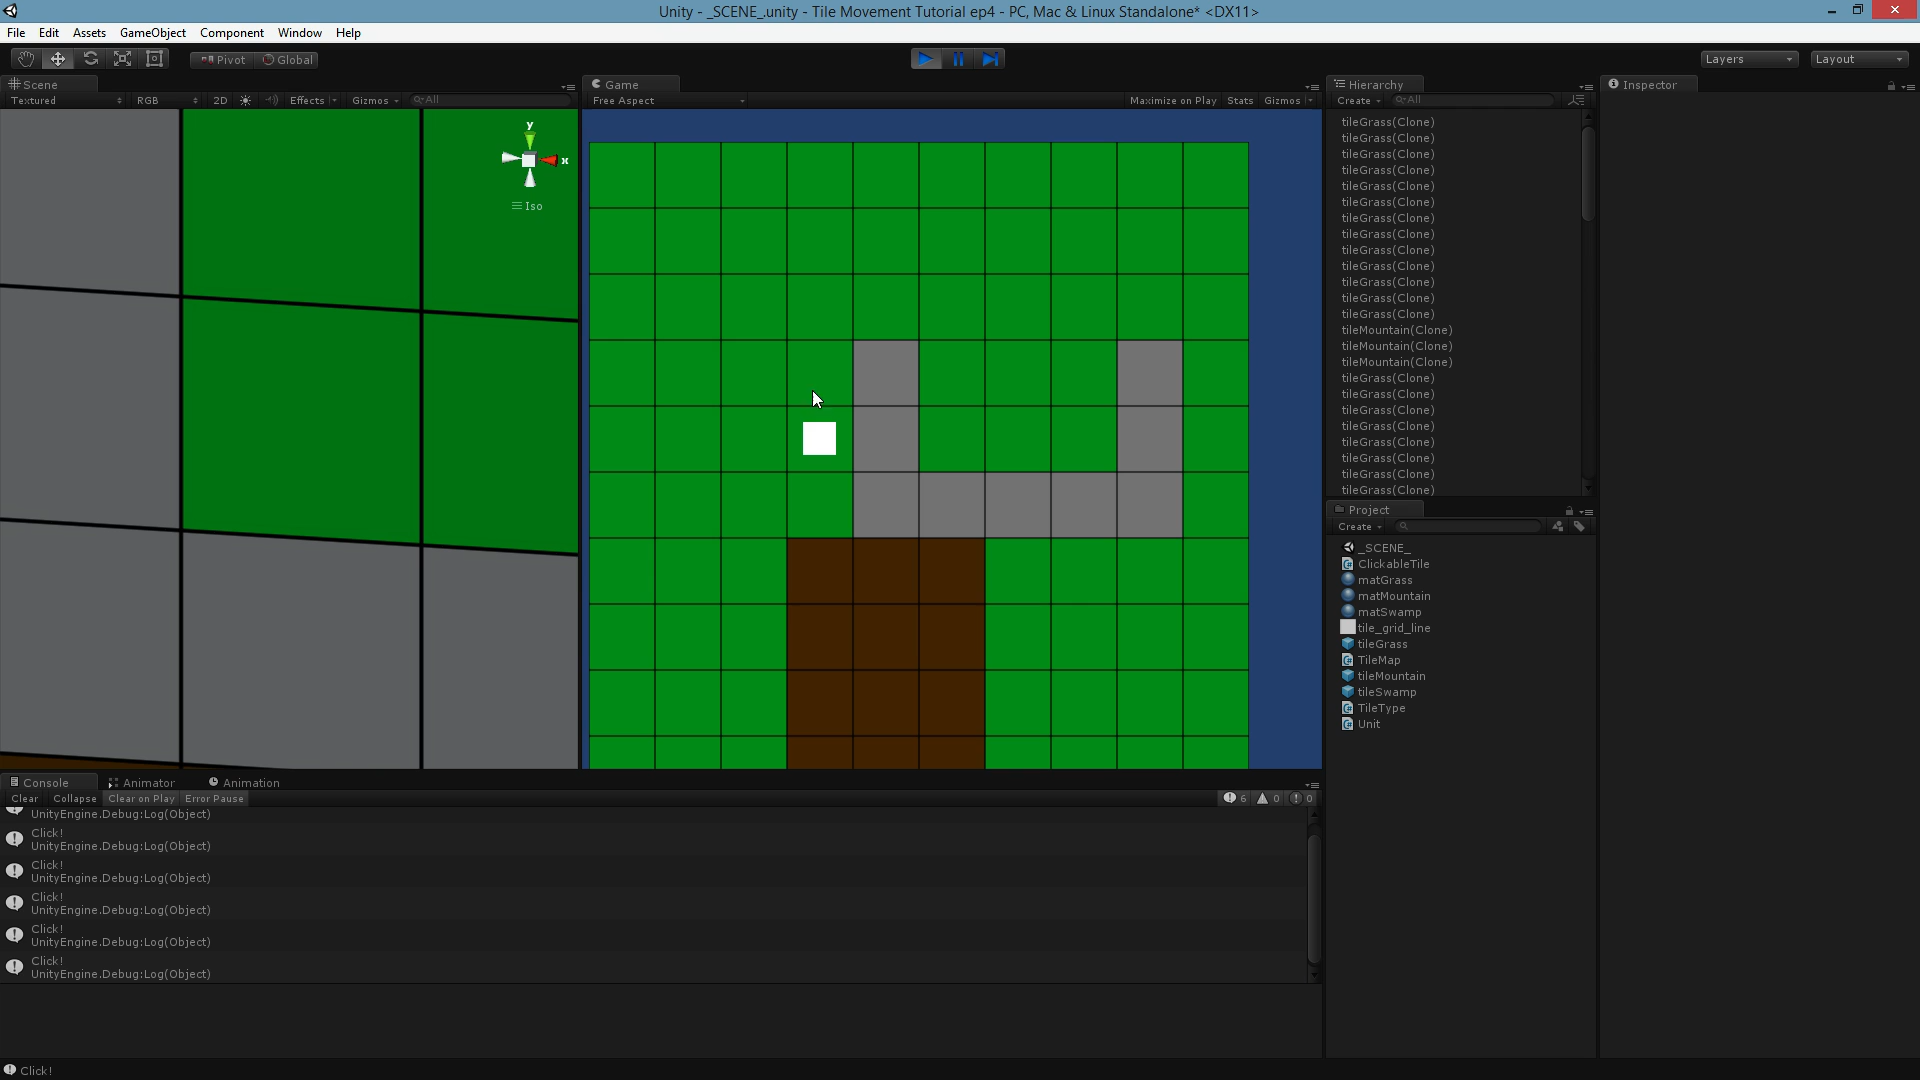 Unity - _SCENE_.unity - Tile Movement Tutorial ep4 - PC, Mac & Linux Standalone* <DX11>
File Edit Assets GameObject Component Window Help
Pivot Global Layers Layout
Scene
Textured RGB 2D Effects Gizmos All
y
x
Iso
Game
Free Aspect Maximize on Play Stats Gizmos
Hierarchy
Create All
tileGrass(Clone)
tileGrass(Clone)
tileGrass(Clone)
tileGrass(Clone)
tileGrass(Clone)
tileGrass(Clone)
tileGrass(Clone)
tileGrass(Clone)
tileGrass(Clone)
tileGrass(Clone)
tileGrass(Clone)
tileGrass(Clone)
tileGrass(Clone)
tileMountain(Clone)
tileMountain(Clone)
tileMountain(Clone)
tileGrass(Clone)
tileGrass(Clone)
tileGrass(Clone)
tileGrass(Clone)
tileGrass(Clone)
tileGrass(Clone)
tileGrass(Clone)
tileGrass(Clone)
Inspector
Project
Create
_SCENE_
ClickableTile
matGrass
matMountain
matSwamp
tile_grid_line
tileGrass
TileMap
tileMountain
tileSwamp
TileType
Unit
Console Animator Animation
Clear Collapse Clear on Play Error Pause 6 0 0
UnityEngine.Debug:Log(Object)
Click!
UnityEngine.Debug:Log(Object)
Click!
UnityEngine.Debug:Log(Object)
Click!
UnityEngine.Debug:Log(Object)
Click!
UnityEngine.Debug:Log(Object)
Click!
UnityEngine.Debug:Log(Object)
Click!